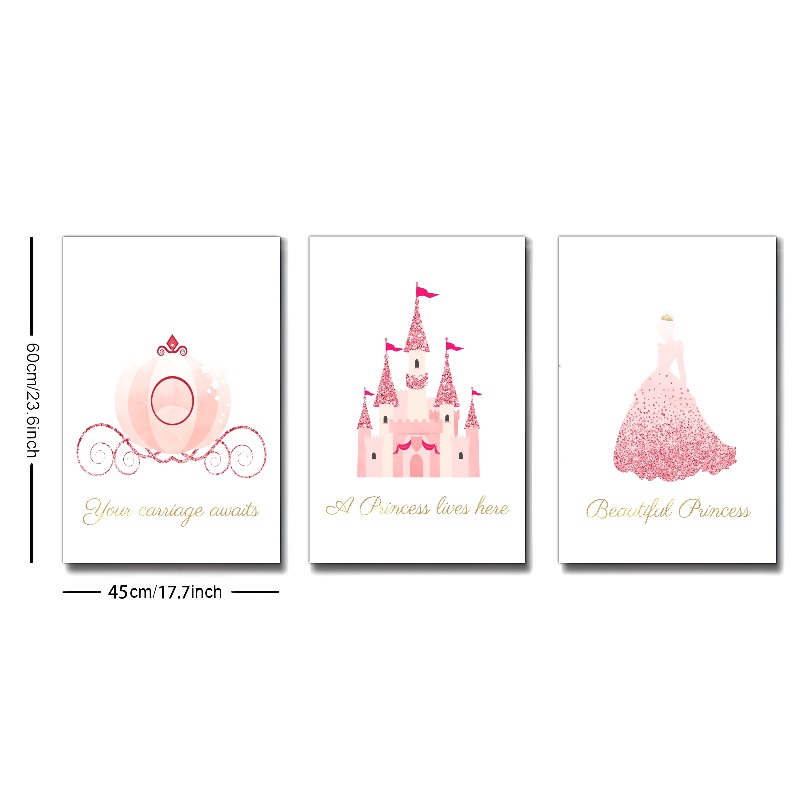 60cm/23.6inch
Your carriage awaits
A Princess lives here
Beautiful Princess
45cm/17.7inch